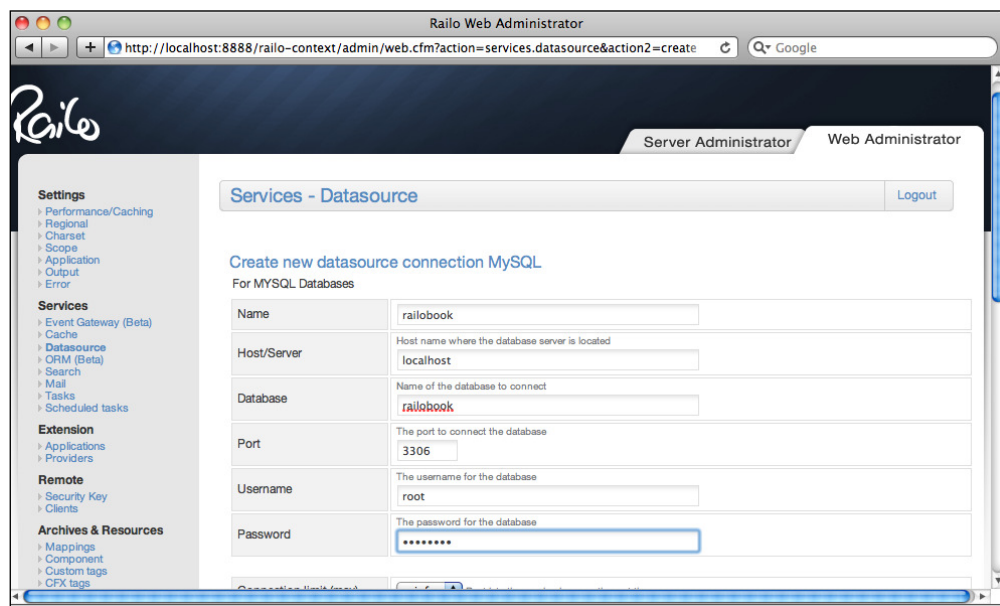 Railo Web Administrator
http://localhost:8888/railo-context/admin/web.cfm?action=services.datasource&action2=create
Google
Railo
Server Administrator
Web Administrator
Services - Datasource
Logout
Settings
Performance/Caching
Regional
Charset
Scope
Application
Output
Error
Services
Event Gateway (Beta)
Cache
Datasource
ORM (Beta)
Search
Mail
Tasks
Scheduled tasks
Extension
Applications
Providers
Remote
Security Key
Clients
Archives & Resources
Mappings
Component
Custom tags
CFX tags
Create new datasource connection MySQL
For MYSQL Databases
Name
railobook
Host/Server
Host name where the database server is located
localhost
Database
Name of the database to connect
railobook
Port
The port to connect the database
3306
Username
The username for the database
root
Password
The password for the database
••••••••
Connection limit (max)